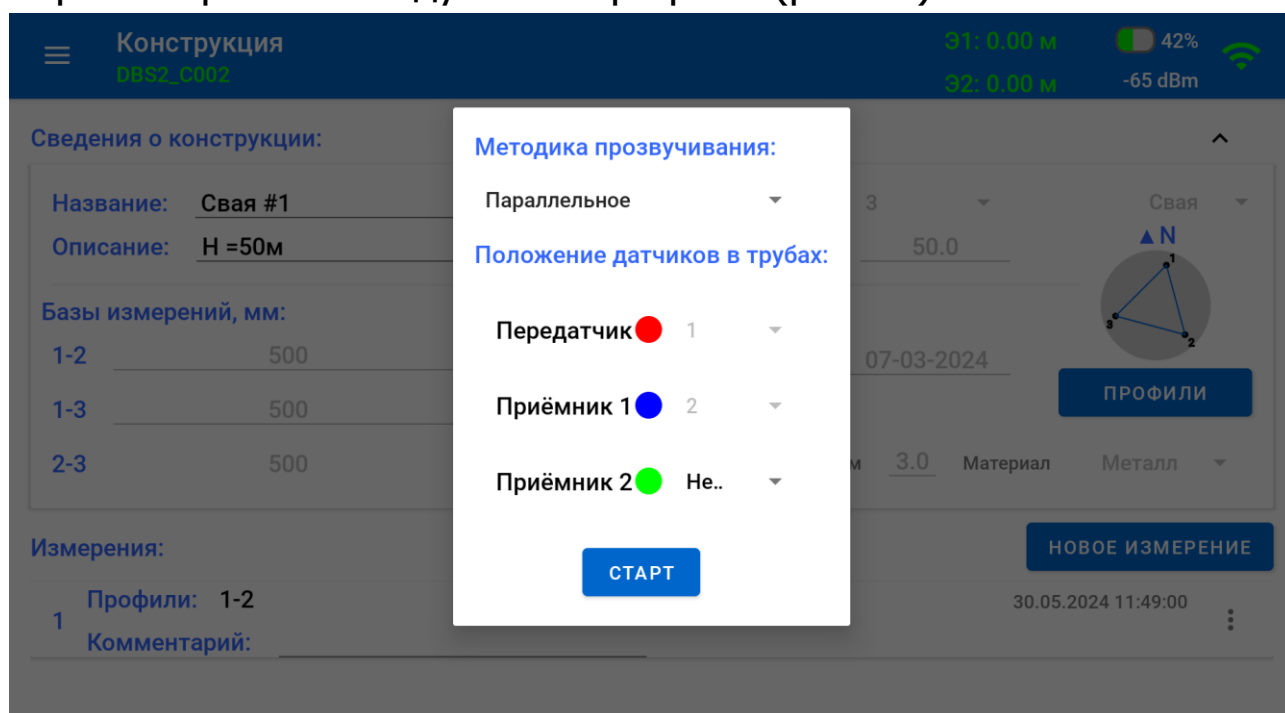 Конструкция
DBS2_C002
Э1: 0.00 м
Э2: 0.00 м
42%
-65 dBm
Сведения о конструкции:
Название: Свая #1
3
Свая
Описание: H =50м
50.0
N
1
2
3
Базы измерений, мм:
1-2 500
07-03-2024
ПРОФИЛИ
1-3 500
2-3 500
м 3.0 Материал Металл
Методика прозвучивания:
Параллельное
Положение датчиков в трубах:
Передатчик 1
Приёмник 1 2
Приёмник 2 Не..
СТАРТ
Измерения:
НОВОЕ ИЗМЕРЕНИЕ
1
Профили: 1-2
30.05.2024 11:49:00
Комментарий: